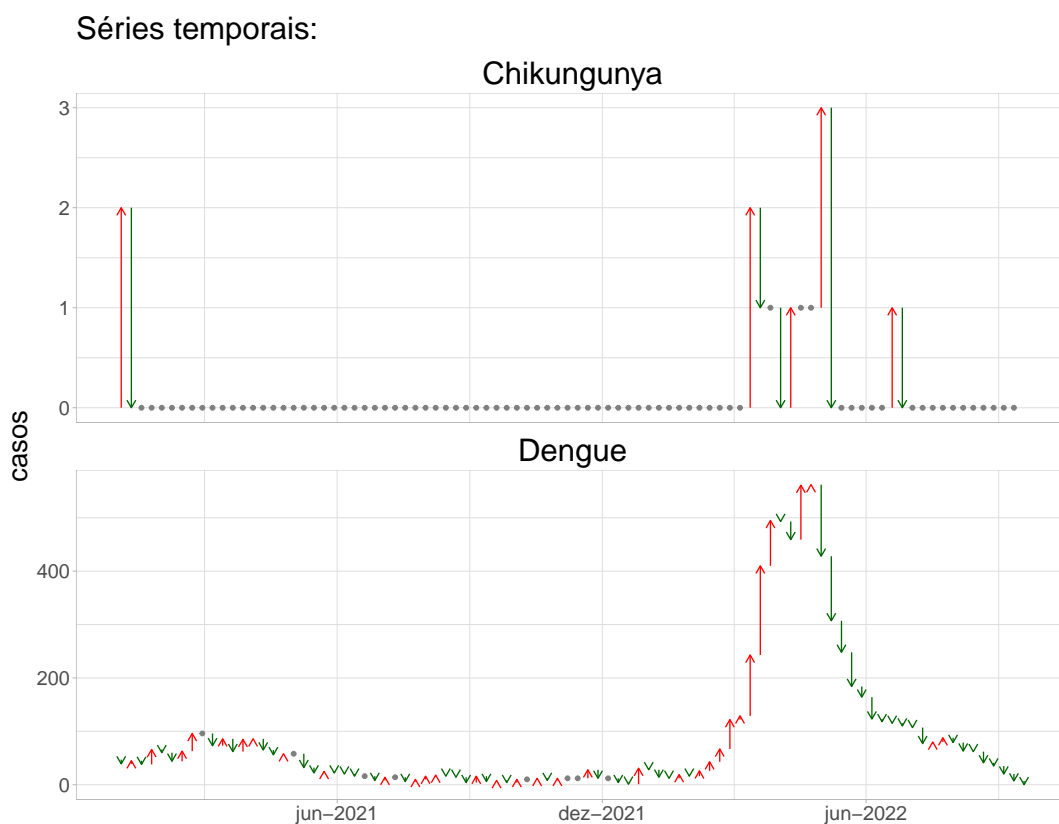 Séries temporais:
Chikungunya
3
2
1
0
casos
Dengue
400
200
0
jun−2021
dez−2021
jun−2022